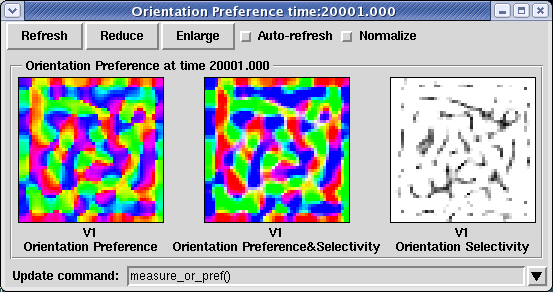 Orientation Preference time:20001.000
Refresh Reduce Enlarge Auto-refresh Normalize
Orientation Preference at time 20001.000
V1 V1 V1
Orientation Preference Orientation Preference&Selectivity Orientation Selectivity
Update command: measure_or_pref()